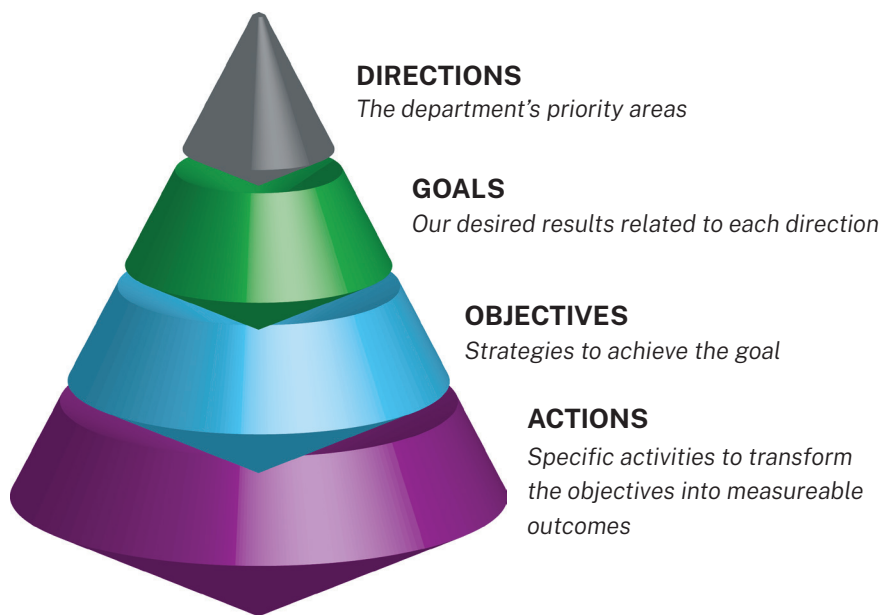 DIRECTIONS
The department’s priority areas
GOALS
Our desired results related to each direction
OBJECTIVES
Strategies to achieve the goal
ACTIONS
Specific activities to transform
the objectives into measureable
outcomes